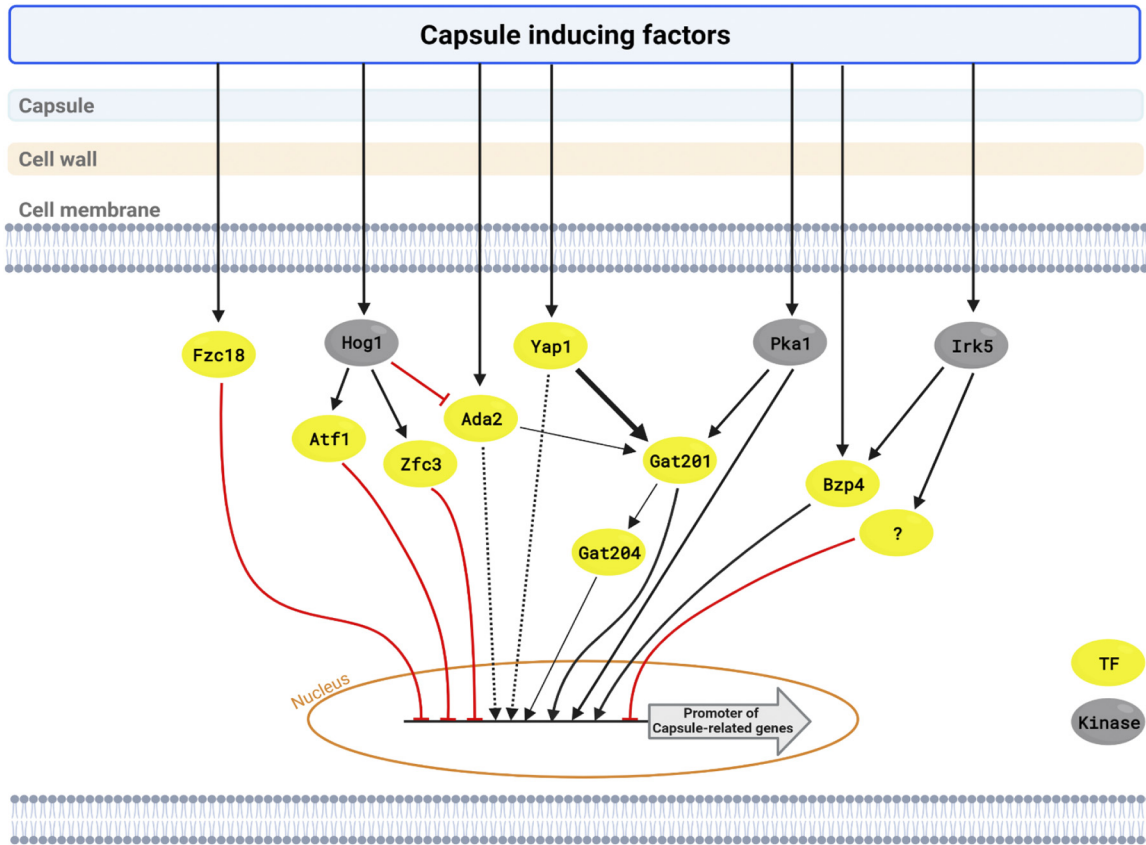 Capsule inducing factors
Capsule
Cell wall
Cell membrane
Fzc18
Hog1
Yap1
Pka1
Irk5
Atf1
Zfc3
Ada2
Gat201
Bzp4
?
Gat204
Nucleus
Promoter of
Capsule-related genes
TF
Kinase